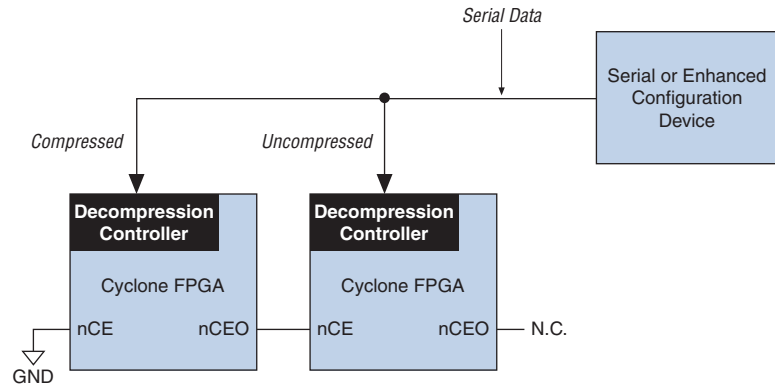 Serial Data
Serial or Enhanced
Configuration
Device
Compressed
Uncompressed
Decompression
Controller
Decompression
Controller
Cyclone FPGA
Cyclone FPGA
nCE
nCEO
nCE
nCEO
N.C.
GND